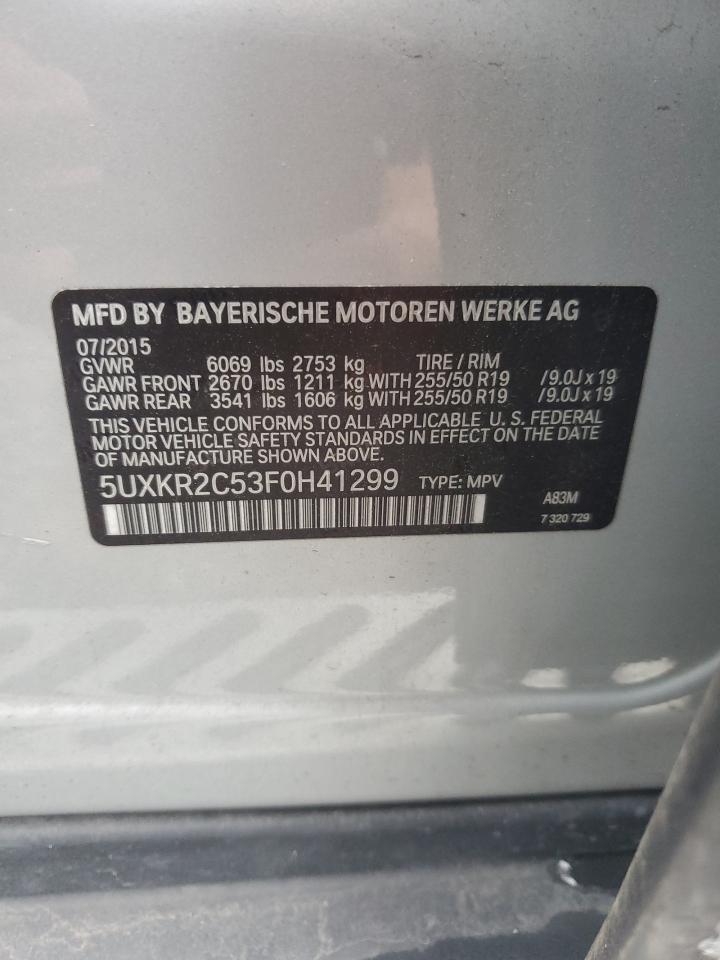 MFD BY BAYERISCHE MOTOREN WERKE AG
07/2015
GVWR 6069 lbs 2753 kg TIRE / RIM
GAWR FRONT 2670 lbs 1211 kg WITH 255/50 R19 /9.0J x 19
GAWR REAR 3541 lbs 1606 kg WITH 255/50 R19 /9.0J x 19
THIS VEHICLE CONFORMS TO ALL APPLICABLE U. S. FEDERAL
MOTOR VEHICLE SAFETY STANDARDS IN EFFECT ON THE DATE
OF MANUFACTURE SHOWN ABOVE.
5UXKR2C53F0H41299 TYPE: MPV
A83M
7 320 729